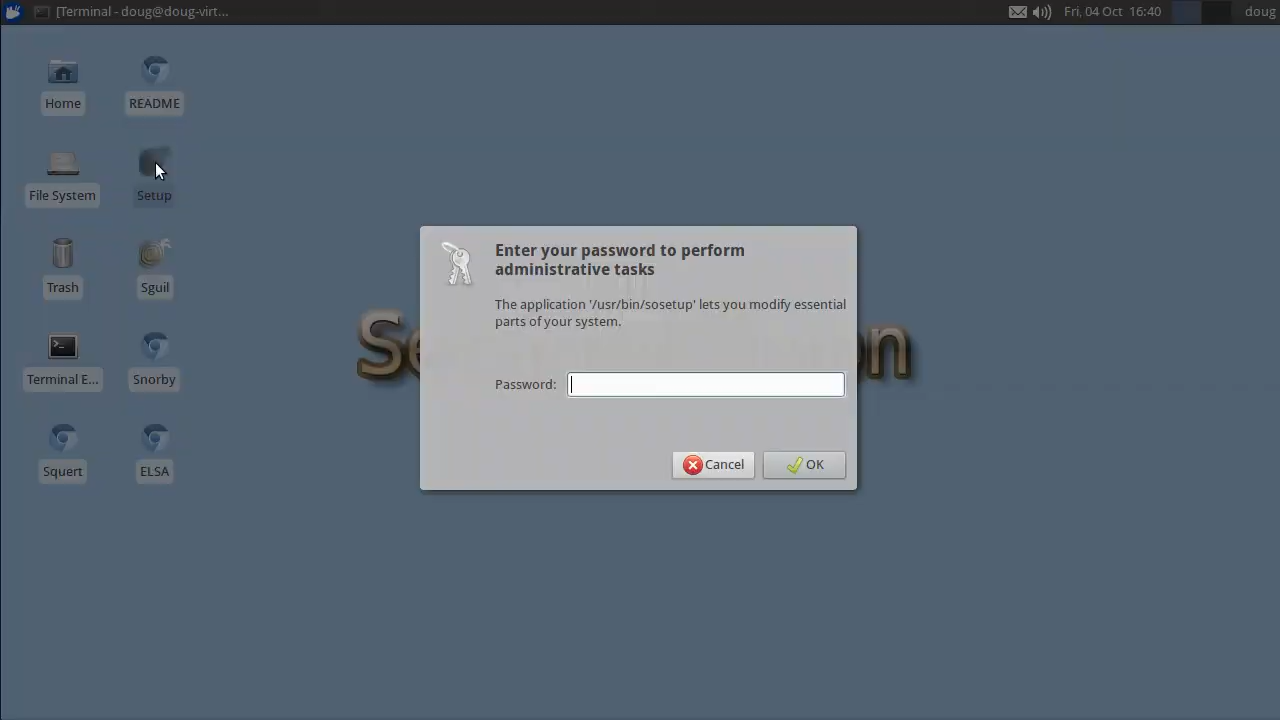 [Terminal - doug@doug-virt...
Fri, 04 Oct 16:40
doug
Home
README
File System
Setup
Trash
Sguil
Terminal E...
Snorby
Squert
ELSA
Enter your password to perform
administrative tasks
The application '/usr/bin/sosetup' lets you modify essential
parts of your system.
Password:
Cancel
OK